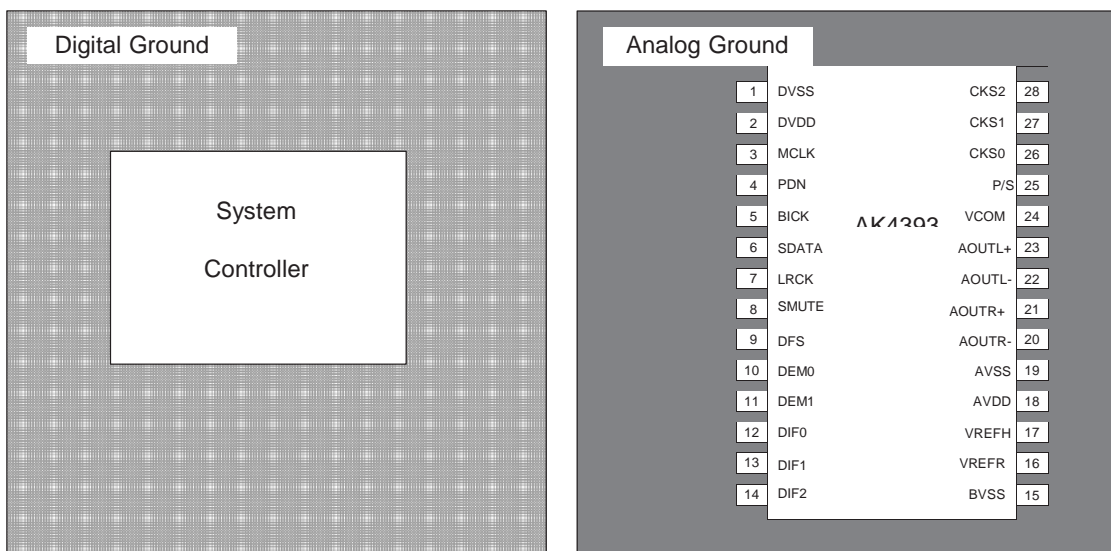 Digital Ground
System
Controller
Analog Ground
1 DVSS CKS2 28
2 DVDD CKS1 27
3 MCLK CKS0 26
4 PDN P/S 25
5 BICK AK4393 VCOM 24
6 SDATA AOUTL+ 23
7 LRCK AOUTL- 22
8 SMUTE AOUTR+ 21
9 DFS AOUTR- 20
10 DEM0 AVSS 19
11 DEM1 AVDD 18
12 DIF0 VREFH 17
13 DIF1 VREFR 16
14 DIF2 BVSS 15